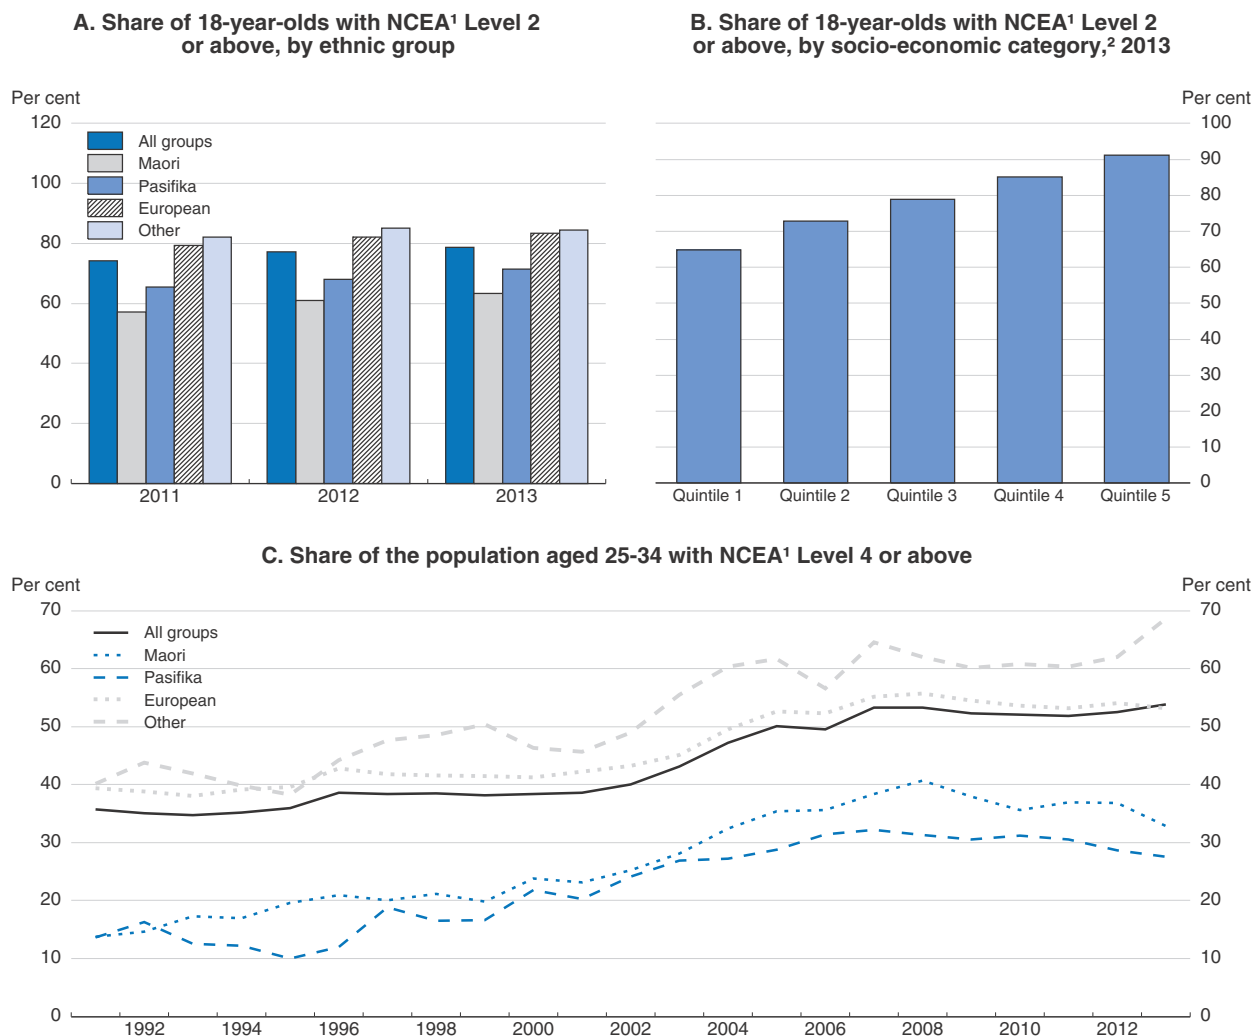 A. Share of 18-year-olds with NCEA¹ Level 2
or above, by ethnic group
Per cent
120
100
80
60
40
20
0
All groups
Maori
Pasifika
European
Other
2011
2012
2013
B. Share of 18-year-olds with NCEA¹ Level 2
or above, by socio-economic category,² 2013
Per cent
100
90
80
70
60
50
40
30
20
10
0
Quintile 1
Quintile 2
Quintile 3
Quintile 4
Quintile 5
C. Share of the population aged 25-34 with NCEA¹ Level 4 or above
Per cent
Per cent
70
60
50
40
30
20
10
0
All groups
Maori
Pasifika
European
Other
70
60
50
40
30
20
10
0
1992
1994
1996
1998
2000
2002
2004
2006
2008
2010
2012